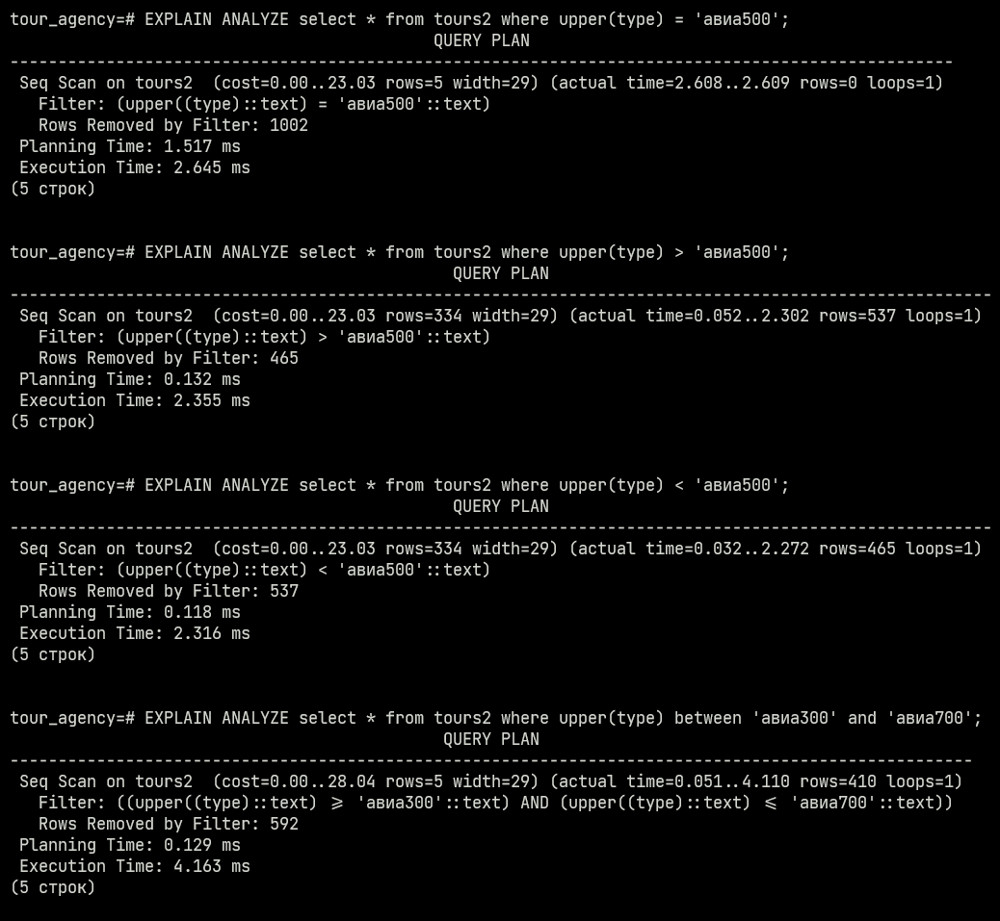 tour_agency=# EXPLAIN ANALYZE select * from tours2 where upper(type) = 'авиа500';
QUERY PLAN
--------------------------------------------------------------------------------------------------
Seq Scan on tours2  (cost=0.00..23.03 rows=5 width=29) (actual time=2.608..2.609 rows=0 loops=1)
Filter: (upper((type)::text) = 'авиа500'::text)
Rows Removed by Filter: 1002
Planning Time: 1.517 ms
Execution Time: 2.645 ms
(5 строк)
tour_agency=# EXPLAIN ANALYZE select * from tours2 where upper(type) > 'авиа500';
QUERY PLAN
------------------------------------------------------------------------------------------------------
Seq Scan on tours2  (cost=0.00..23.03 rows=334 width=29) (actual time=0.052..2.302 rows=537 loops=1)
Filter: (upper((type)::text) > 'авиа500'::text)
Rows Removed by Filter: 465
Planning Time: 0.132 ms
Execution Time: 2.355 ms
(5 строк)
tour_agency=# EXPLAIN ANALYZE select * from tours2 where upper(type) < 'авиа500';
QUERY PLAN
------------------------------------------------------------------------------------------------------
Seq Scan on tours2  (cost=0.00..23.03 rows=334 width=29) (actual time=0.032..2.272 rows=465 loops=1)
Filter: (upper((type)::text) < 'авиа500'::text)
Rows Removed by Filter: 537
Planning Time: 0.118 ms
Execution Time: 2.316 ms
(5 строк)
tour_agency=# EXPLAIN ANALYZE select * from tours2 where upper(type) between 'авиа300' and 'авиа700';
QUERY PLAN
----------------------------------------------------------------------------------------------------
Seq Scan on tours2  (cost=0.00..28.04 rows=5 width=29) (actual time=0.051..4.110 rows=410 loops=1)
Filter: ((upper((type)::text) >= 'авиа300'::text) AND (upper((type)::text) <= 'авиа700'::text))
Rows Removed by Filter: 592
Planning Time: 0.129 ms
Execution Time: 4.163 ms
(5 строк)